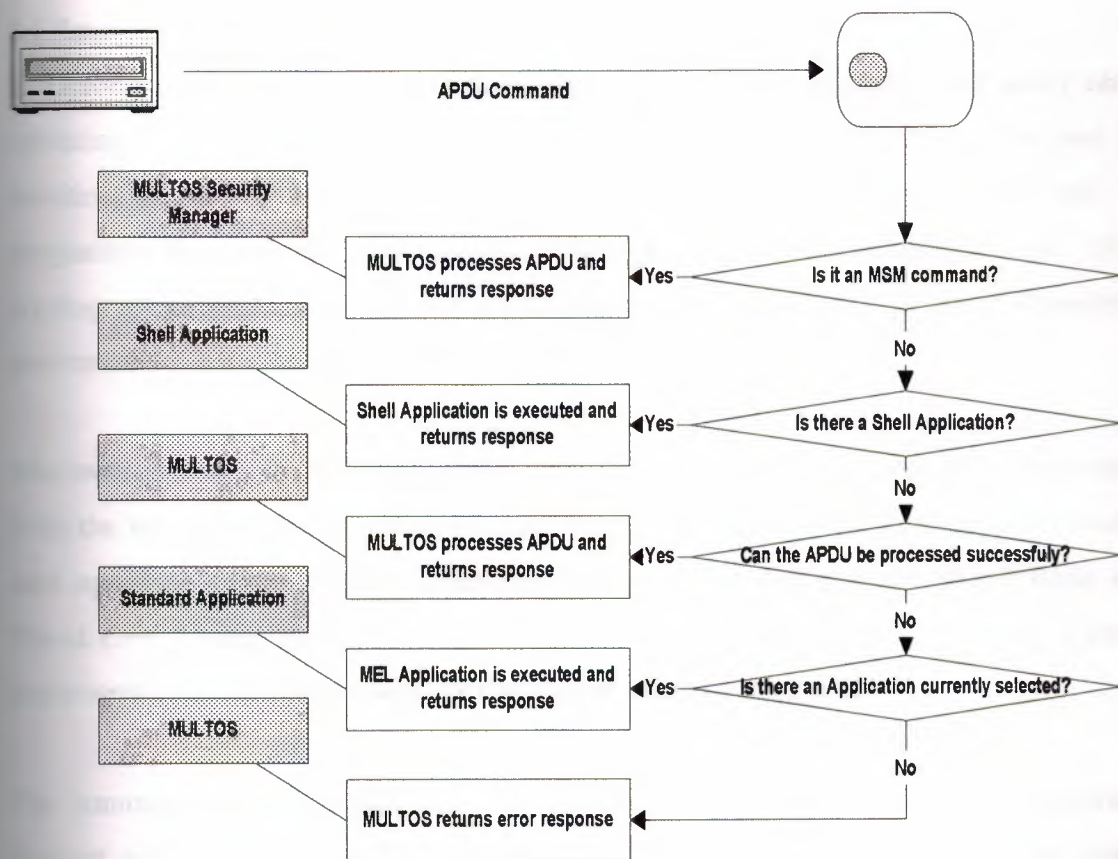 APDU Command
MULTOS Security
Manager
MULTOS processes APDU and
returns response
Yes
Is it an MSM command?
No
Shell Application
Shell Application is executed and
returns response
Yes
Is there a Shell Application?
No
MULTOS
MULTOS processes APDU and
returns response
Yes
Can the APDU be processed successfuly?
No
Standard Application
MEL Application is executed and
returns response
Yes
Is there an Application currently selected?
No
MULTOS
MULTOS returns error response